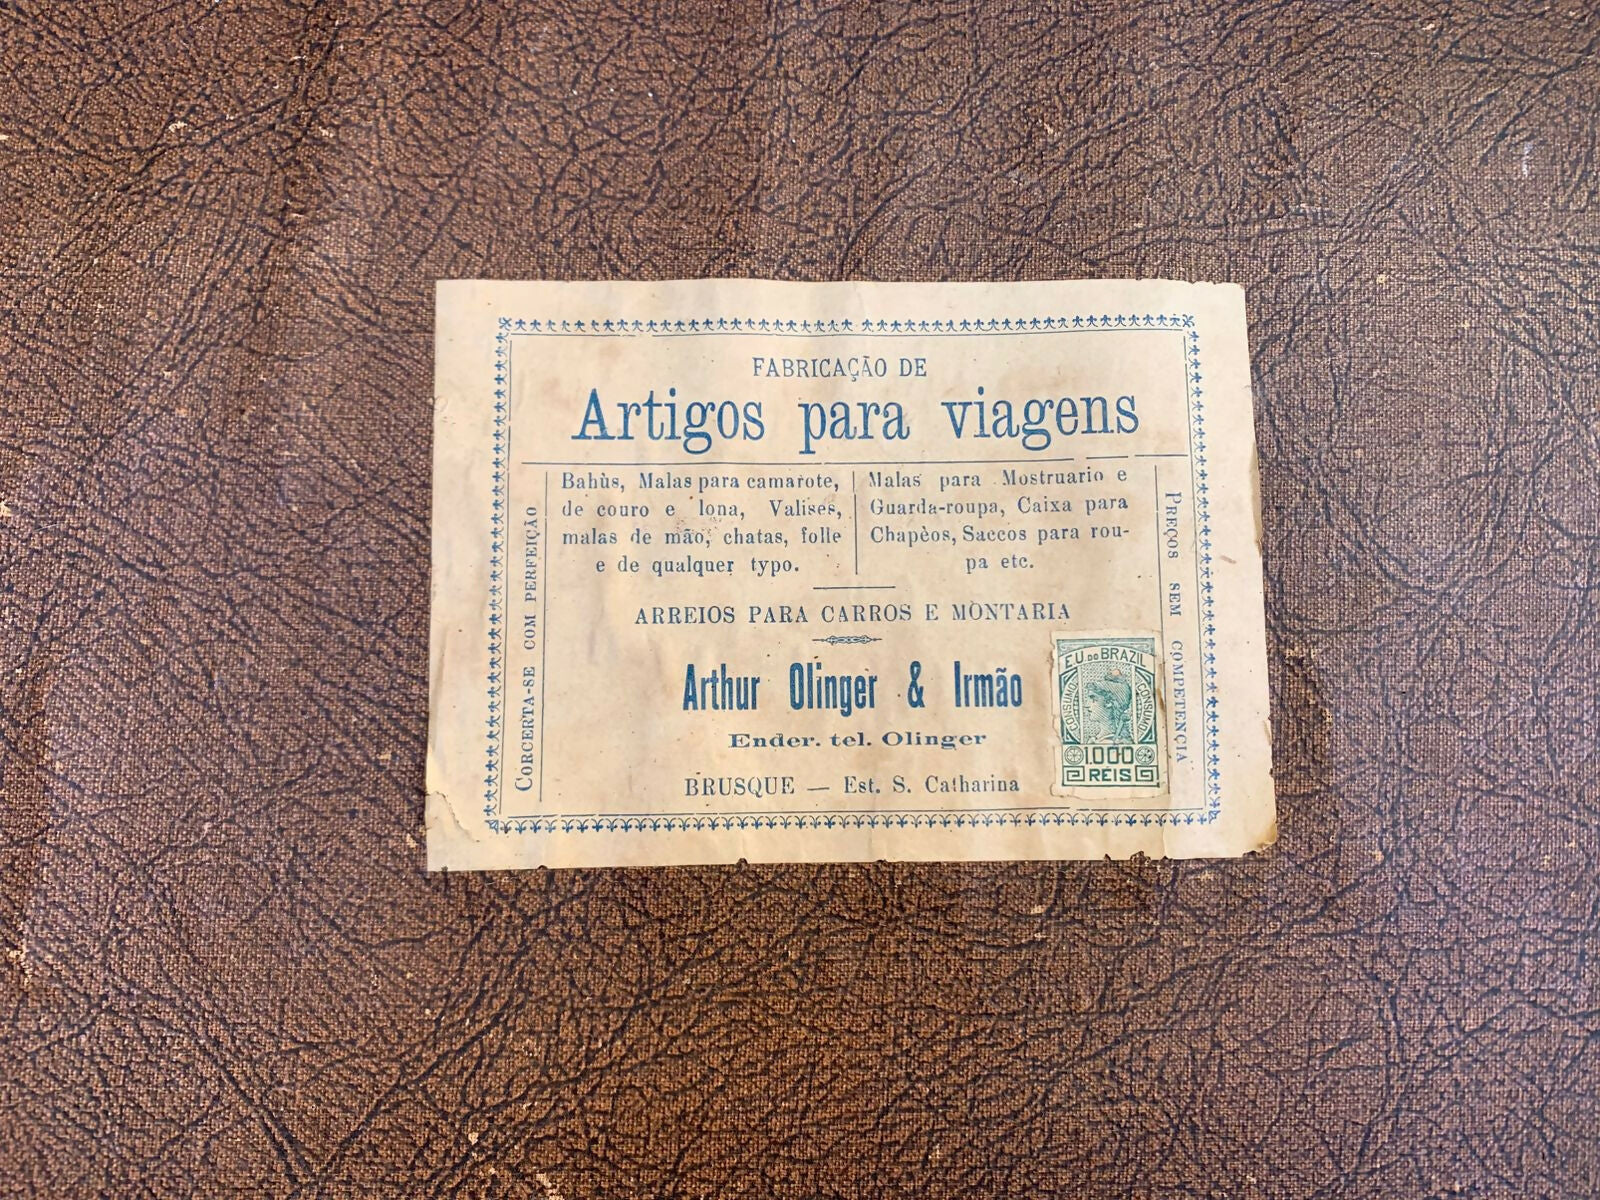 FABRICAÇÃO DE
Artigos para viagens
Bahùs, Malas para camarote,
de couro e lona, Valises,
malas de mão, chatas, folle
e de qualquer typo.
Malas para Mostruario e
Guarda-roupa, Caixa para
Chapèos, Saccos para rou-
pa etc.
CORCERTA-SE COM PERFEIÇÃO
PREÇOS SEM COMPETENCIA
ARREIOS PARA CARROS E MONTARIA
Arthur Olinger & Irmão
Ender. tel. Olinger
BRUSQUE — Est. S. Catharina
E.U. DO BRAZIL
CONSUMO
CONSUMO
1.000
RÉIS